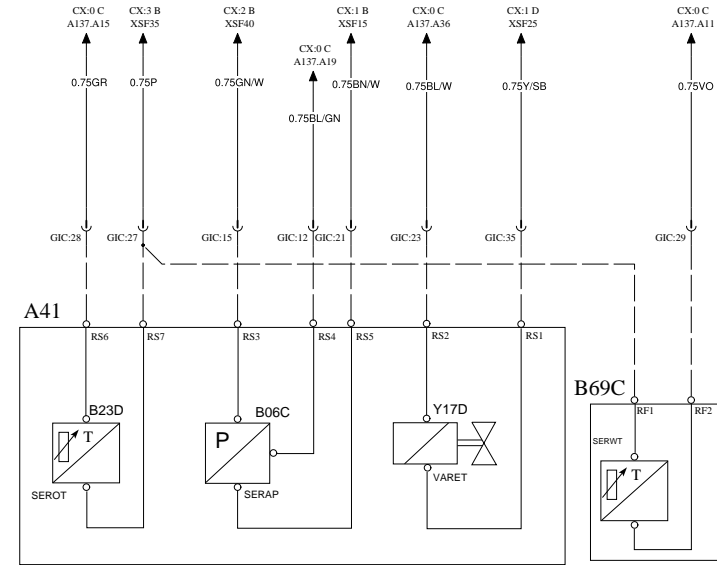 CX:0 C
A137.A15
CX:3 B
XSF35
CX:2 B
XSF40
CX:1 B
XSF15
CX:0 C
A137.A36
CX:1 D
XSF25
CX:0 C
A137.A11
CX:0 C
A137.A19
0.75GR
0.75P
0.75GN/W
0.75BL/GN
0.75BN/W
0.75BL/W
0.75Y/SB
0.75VO
GIC:28
GIC:27
GIC:15
GIC:12
GIC:21
GIC:23
GIC:35
GIC:29
A41
RS6
RS7
RS3
RS4
RS5
RS2
RS1
B69C
RF1
RF2
B23D
T
SEROT
B06C
P
SERAP
Y17D
VARET
SERWT
T